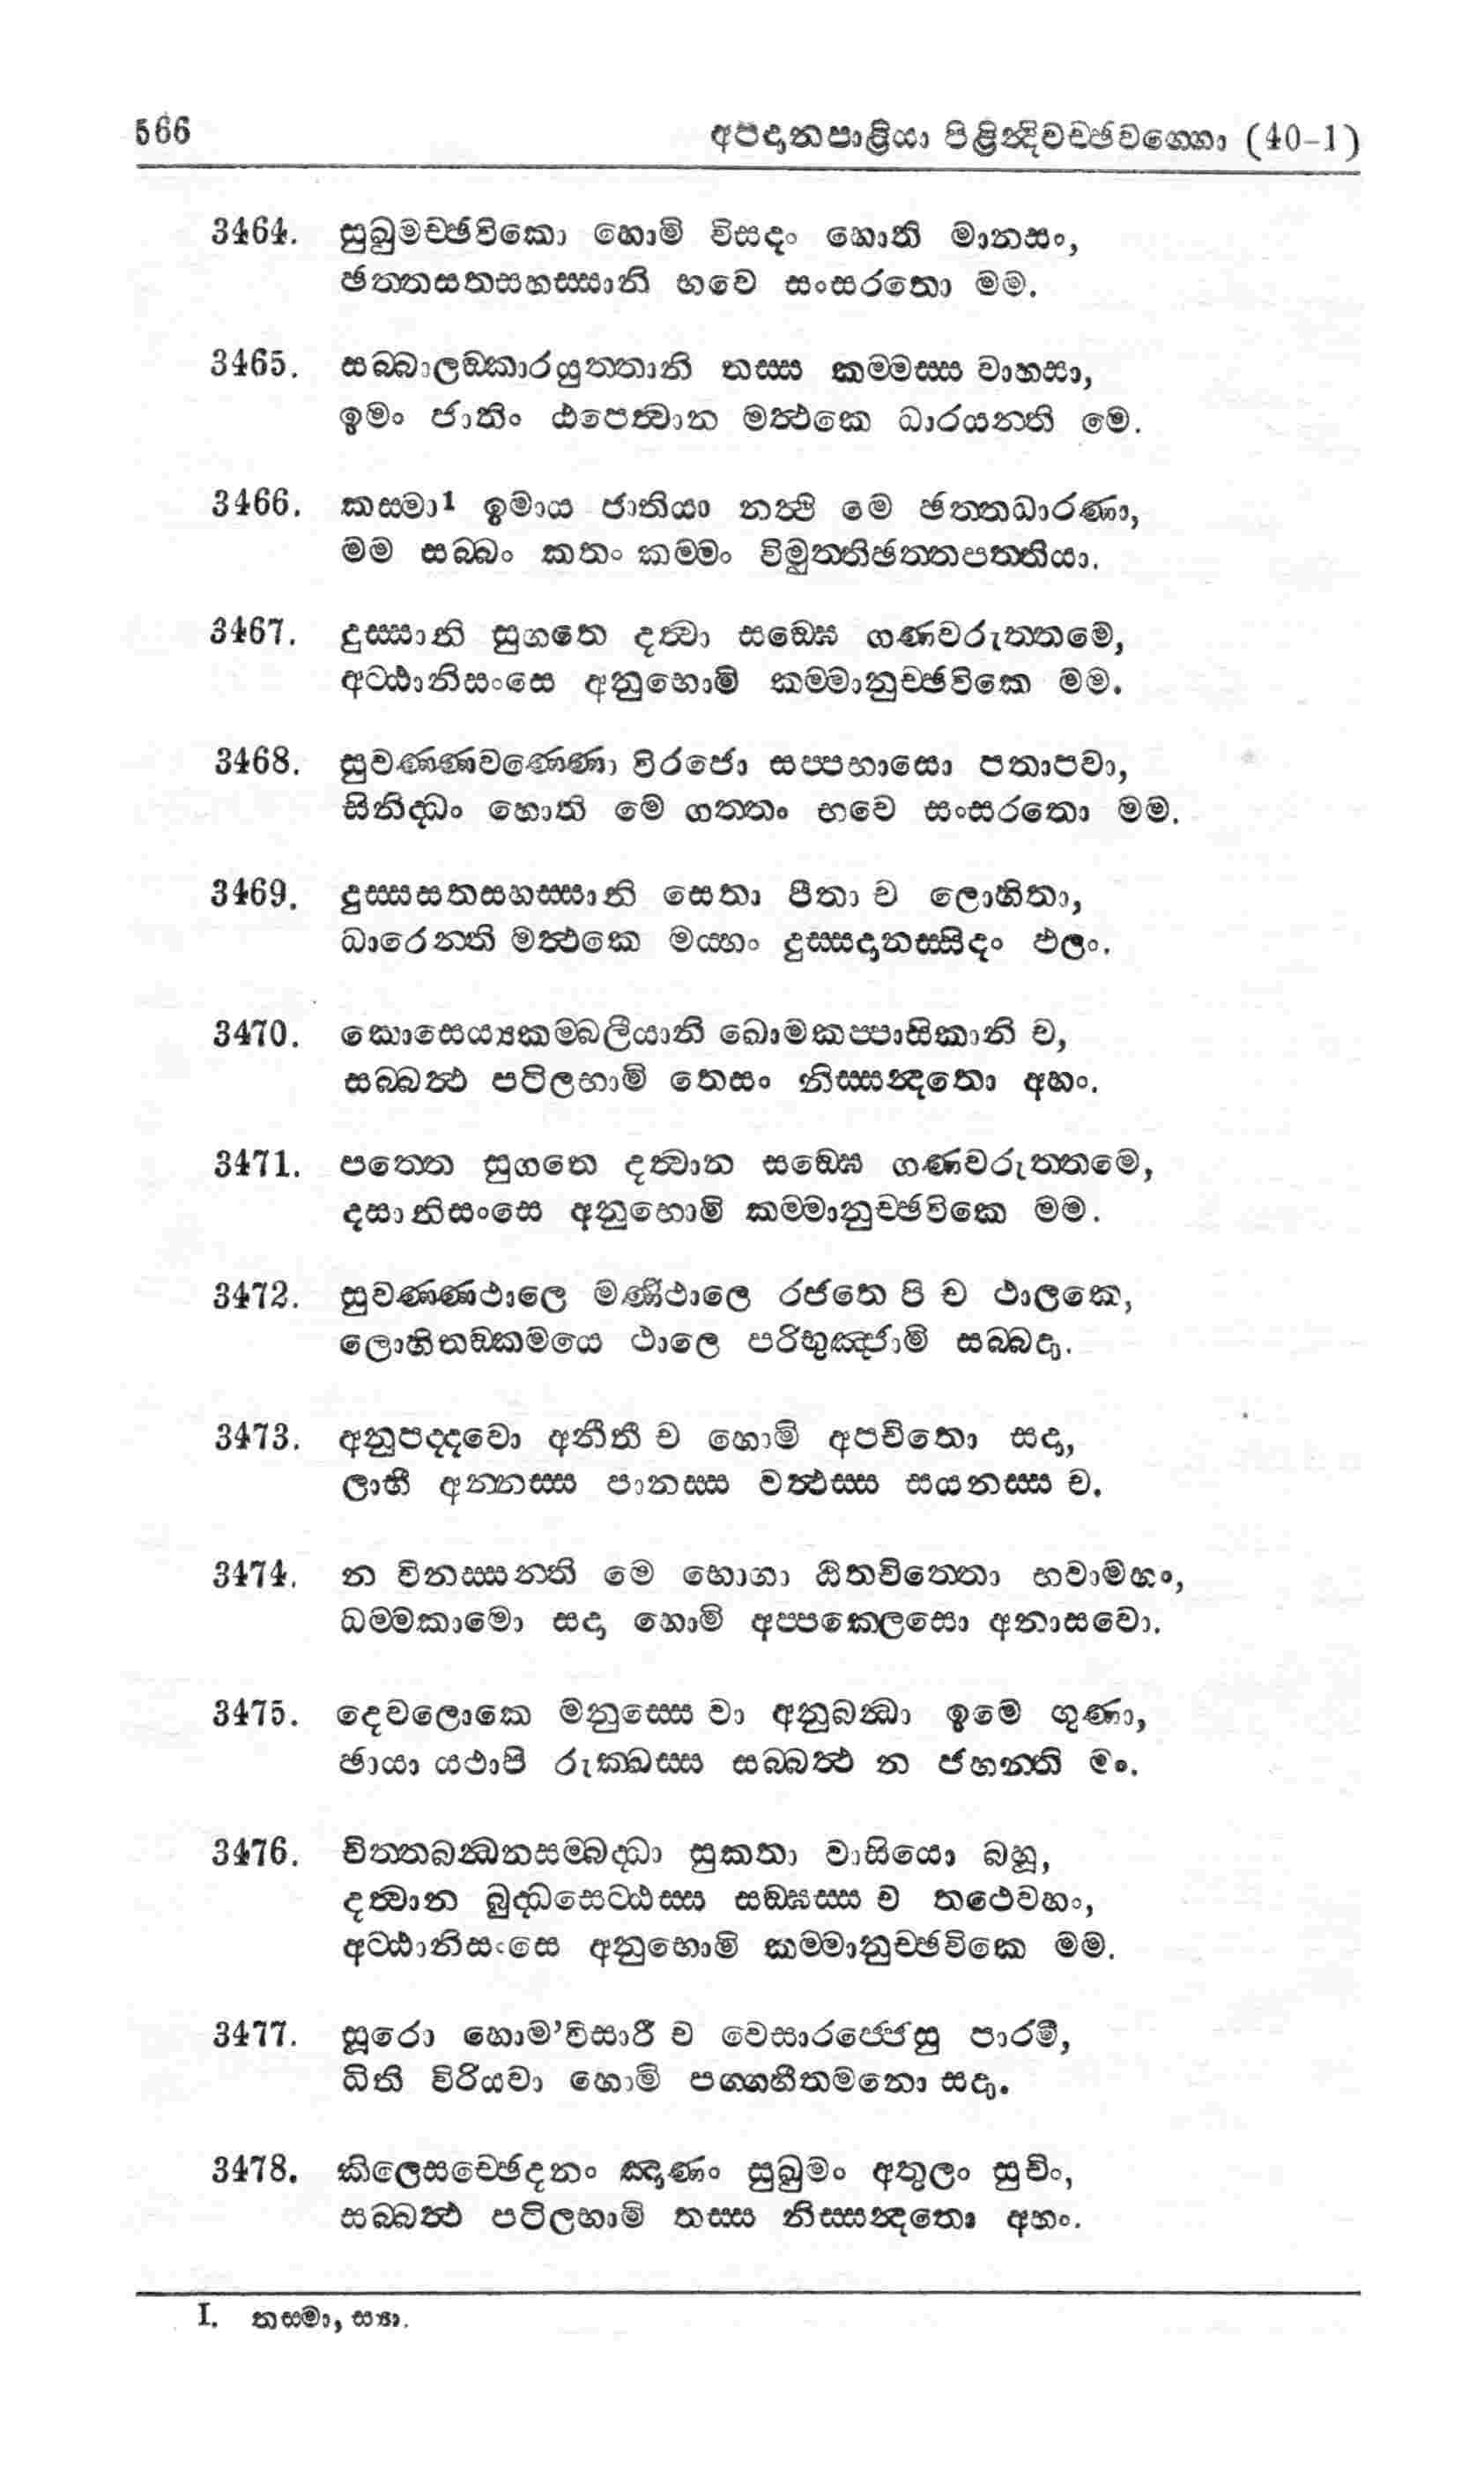 566 අපදානපාළියා පිළින්දිවච්ඡවග්ගො (40-1)
3464. සුඛුමච්ඡවිකො හොමි විසදං හොති මානසං,
ඡත්තසතසහස්සානි භවෙ සංසරතො මම.
3465. සබ්බාලඞ්කාරයුත්තානි තස්ස කම්මස්ස වාහසා,
ඉමං ජාතිං ඨපෙත්වාන මත්ථකෙ ධාරයන්ති මෙ.
3466. කස්මා¹ ඉමාය ජාතියා නත්ථි මෙ ඡත්තධාරණා,
මම සබ්බං කතං කම්මං විමුත්තිඡත්තපත්තියා.
3467. දුස්සානි සුගතෙ දත්වා සඞ්ඝෙ ගණවරුත්තමෙ,
අට්ඨානිසංසෙ අනුභොමි කම්මානුච්ඡවිකෙ මම.
3468. සුවණ්ණවණ්ණො විරජො සප්පභාසො පතාපවා,
සිනිද්ධං හොති මෙ ගත්තං භවෙ සංසරතො මම.
3469. දුස්සසතසහස්සානි සෙතා පීතා ච ලොහිතා,
ධාරෙන්ති මත්ථකෙ මය්හං දුස්සදානස්සිදං ඵලං.
3470. කොසෙය්යකම්බලීයානි ඛොමකප්පාසිකානි ච,
සබ්බත්ථ පටිලභාමි තෙසං නිස්සන්දතො අහං.
3471. පත්තෙ සුගතෙ දත්වාන සඞ්ඝෙ ගණවරුත්තමෙ,
දසානිසංසෙ අනුහොමි කම්මානුච්ඡවිකෙ මම.
3472. සුවණ්ණථාලෙ මණිථාලෙ රජතෙ පි ච ථාලකෙ,
ලොහිතඞ්කමයෙ ථාලෙ පරිභුඤ්ජාමි සබ්බදා.
3473. අනුපද්දවො අනීතී ච හොමි අපචිතො සදා,
ලාභී අන්නස්ස පානස්ස වත්ථස්ස සයනස්ස ච.
3474. න විනස්සන්ති මෙ භොගා ඨිතචිත්තො භවාමහං,
ධම්මකාමො සදා හොමි අප්පක්ලෙසො අනාසවො.
3475. දෙවලොකෙ මනුස්සෙ වා අනුබන්ධා ඉමෙ ගුණා,
ඡායා යථාපි රුක්ඛස්ස සබ්බත්ථ න ජහන්ති මං.
3476. චිත්තබන්ධනසම්බද්ධා සුකතා වාසියො බහූ,
දත්වාන බුද්ධසෙට්ඨස්ස සඞ්ඝස්ස ච තථෙවහං,
අට්ඨානිසංසෙ අනුභොමි කම්මානුච්ඡවිකෙ මම.
3477. සූරො හොම'විසාරී ච වෙසාරජ්ජෙසු පාරමී,
ධිති විරියවා හොමි පග්ගහීතමනො සදා.
3478. කිලෙසච්ඡෙදනං ඤාණං සුඛුමං අතුලං සුචිං,
සබ්බත්ථ පටිලභාමි තස්ස නිස්සන්දතො අහං.
I. තස්මා, ස්යා.